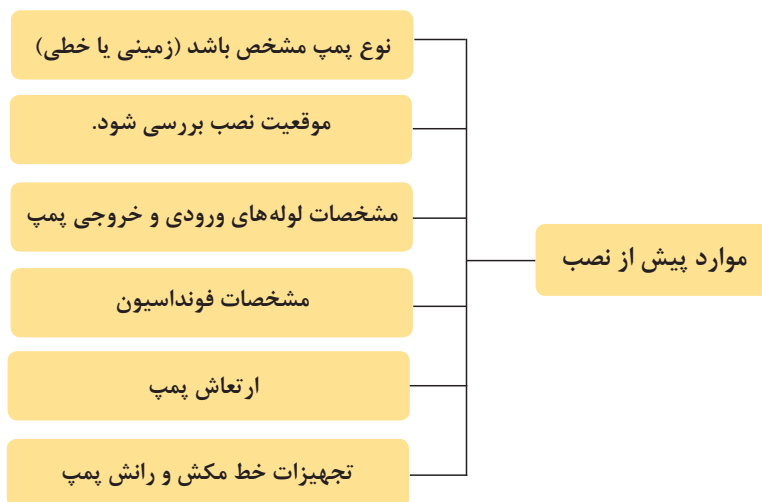 موارد پیش از نصب
نوع پمپ مشخص باشد (زمینی یا خطی)
موقعیت نصب بررسی شود.
مشخصات لوله‌های ورودی و خروجی پمپ
مشخصات فونداسیون
ارتعاش پمپ
تجهیزات خط مکش و رانش پمپ